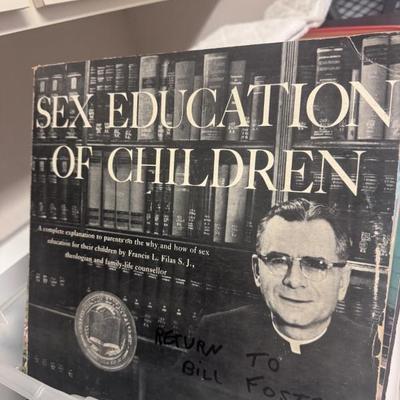 SEX EDUCATION
OF CHILDREN
A complete explanation to parents on the why and how of sex
education for their children by Francis L. Filas S. J.,
theologian and family-life counsellor
RETURN TO
BILL